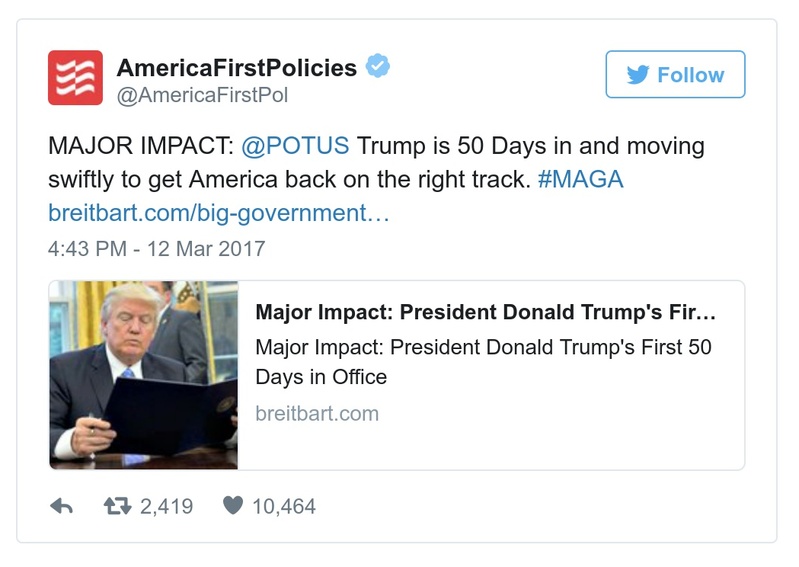 AmericaFirstPolicies
@AmericaFirstPol
Follow
MAJOR IMPACT: @POTUS Trump is 50 Days in and moving
swiftly to get America back on the right track. #MAGA
breitbart.com/big-government…
4:43 PM - 12 Mar 2017
Major Impact: President Donald Trump's Fir…
Major Impact: President Donald Trump's First 50
Days in Office
breitbart.com
2,419 10,464